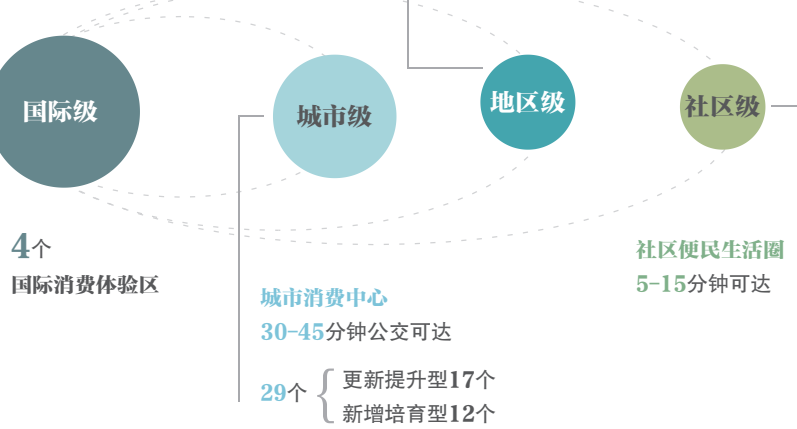 国际级
城市级
地区级
社区级
4个
国际消费体验区
城市消费中心
30-45分钟公交可达
29个
更新提升型17个
新增培育型12个
社区便民生活圈
5-15分钟可达